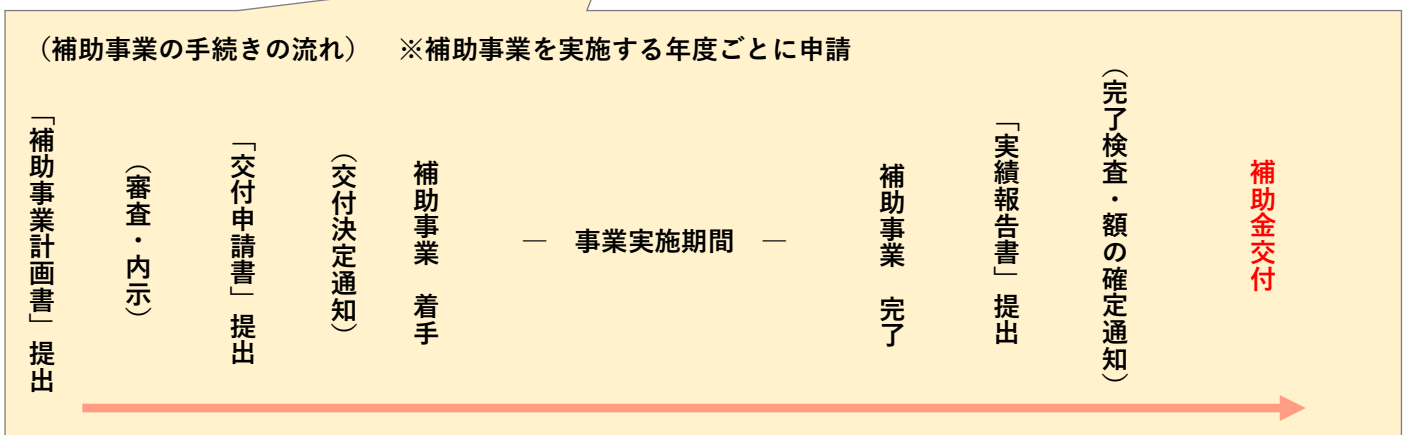 （補助事業の手続きの流れ）　※補助事業を実施する年度ごとに申請
「補助事業計画書」提出
（審査・内示）
「交付申請書」提出
（交付決定通知）
補助事業　着手
―　事業実施期間　―
補助事業　完了
「実績報告書」提出
（完了検査・額の確定通知）
補助金交付